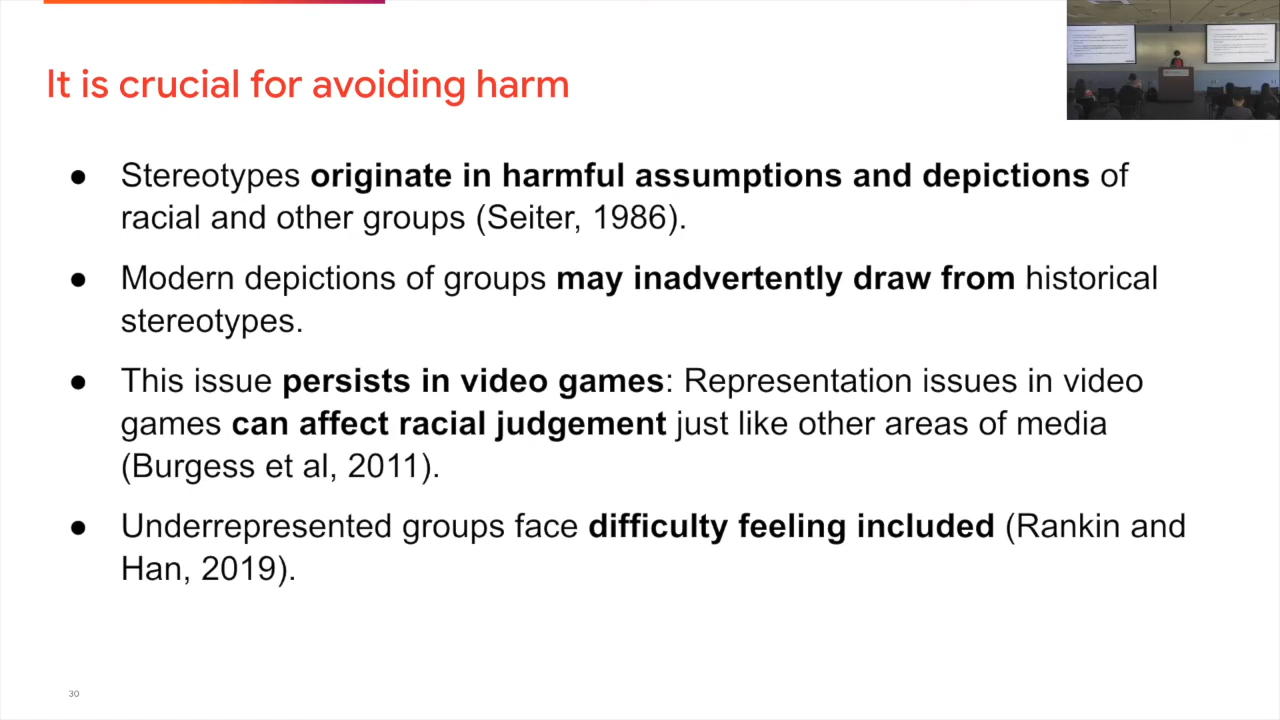 It is crucial for avoiding harm
● Stereotypes originate in harmful assumptions and depictions of
racial and other groups (Seiter, 1986).
● Modern depictions of groups may inadvertently draw from historical
stereotypes.
● This issue persists in video games: Representation issues in video
games can affect racial judgement just like other areas of media
(Burgess et al, 2011).
● Underrepresented groups face difficulty feeling included (Rankin and
Han, 2019).
30